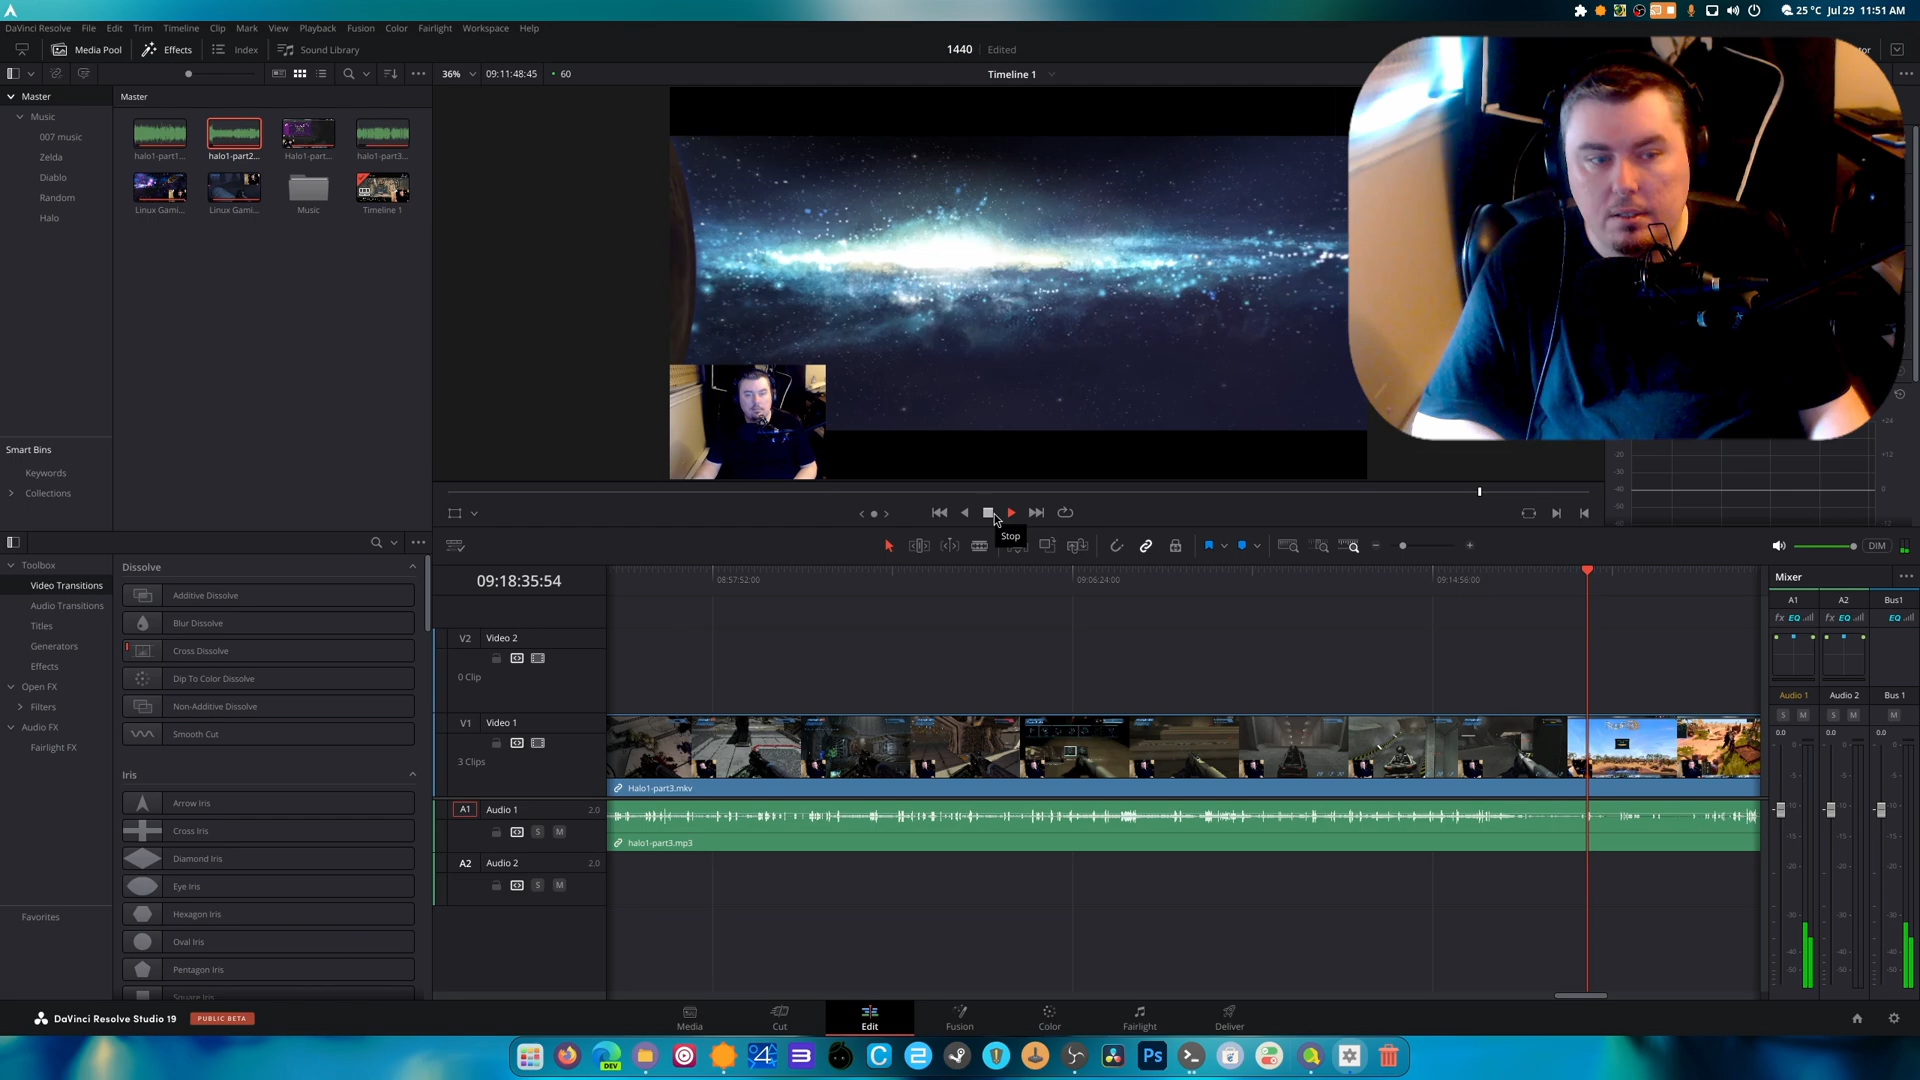 25°C Jul 29 11:51 AM
DaVinci Resolve File Edit Trim Timeline Clip Mark View Playback Fusion Color Fairlight Workspace Help
Media Pool Effects Index Sound Library 1440 Edited
36% 09:11:48:45 60 Timeline 1
Master
Master
Music
007 music
Zelda
Diablo
Random
Halo
halo1-part1... halo1-part2... Halo1-part... halo1-part3...
Linux Gami... Linux Gami... Music Timeline 1
Smart Bins
Keywords
Collections
Stop
DIM
Toolbox
Video Transitions
Audio Transitions
Titles
Generators
Effects
Open FX
Filters
Audio FX
Fairlight FX
Favorites
Dissolve
Additive Dissolve
Blur Dissolve
Cross Dissolve
Dip To Color Dissolve
Non-Additive Dissolve
Smooth Cut
Iris
Arrow Iris
Cross Iris
Diamond Iris
Eye Iris
Hexagon Iris
Oval Iris
Pentagon Iris
Square Iris
09:18:35:54
08:57:52:00 09:06:24:00 09:14:56:00
V2 Video 2
0 Clip
V1 Video 1
3 Clips
Halo1-part3.mkv
A1 Audio 1 2.0
S M
halo1-part3.mp3
A2 Audio 2 2.0
S M
Mixer
A1 A2 Bus1
fx EQ fx EQ EQ
Audio 1 Audio 2 Bus 1
S M S M M
0.0 0.0 0.0
DaVinci Resolve Studio 19 PUBLIC BETA
Media Cut Edit Fusion Color Fairlight Deliver
DEV
Ps